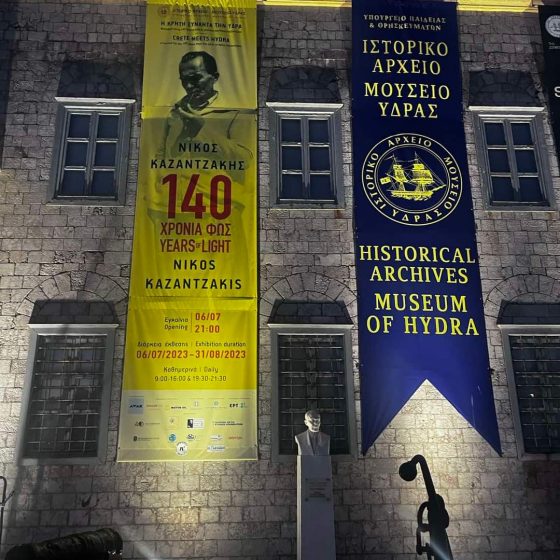 Η ΚΡΗΤΗ ΣΥΝΑΝΤΑ ΤΗΝ ΥΔΡΑ
CRETE MEETS HYDRA
ΝΙΚΟΣ
ΚΑΖΑΝΤΖΑΚΗΣ
140
ΧΡΟΝΙΑ ΦΩΣ
YEARS OF LIGHT
NIKOS
KAZANTZAKIS
Εγκαίνια
Opening
06/07
21:00
Διάρκεια έκθεσης | Exhibition duration
06/07/2023 - 31/08/2023
Καθημερινά | Daily
9:00-16:00 & 19:30-21:30
ΕΡΤ
ΥΠΟΥΡΓΕΙΟ ΠΑΙΔΕΙΑΣ
& ΘΡΗΣΚΕΥΜΑΤΩΝ
ΙΣΤΟΡΙΚΟ
ΑΡΧΕΙΟ
ΜΟΥΣΕΙΟ
ΥΔΡΑΣ
ΙΣΤΟΡΙΚΟ ΑΡΧΕΙΟ ΜΟΥΣΕΙΟ
ΥΔΡΑΣ
HISTORICAL
ARCHIVES
MUSEUM
OF HYDRA